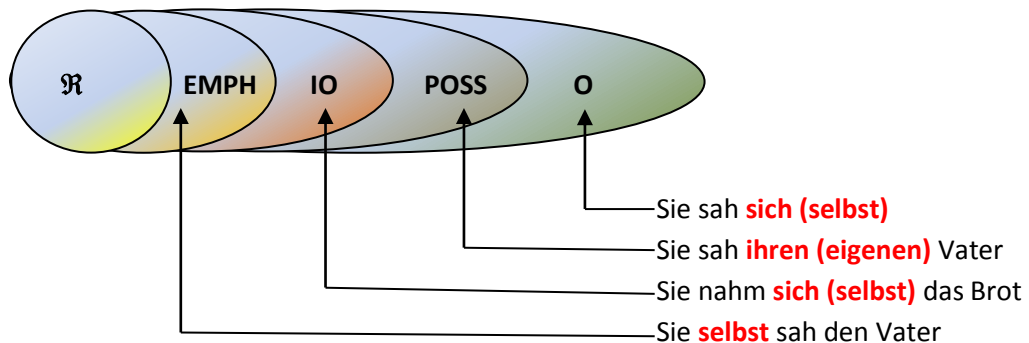 ℜ EMPH IO POSS O
Sie sah sich (selbst)
Sie sah ihren (eigenen) Vater
Sie nahm sich (selbst) das Brot
Sie selbst sah den Vater